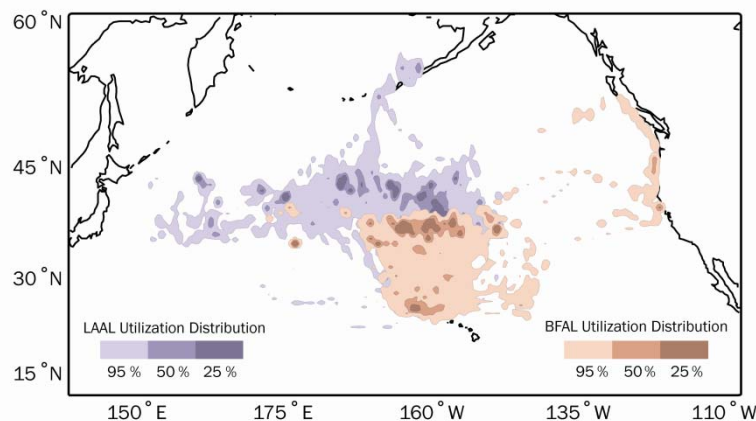 60°N
45°N
30°N
15°N
LAAL Utilization Distribution
95 % 50 % 25 %
BFAL Utilization Distribution
95 % 50 % 25 %
150°E 175°E 160°W 135°W 110°W